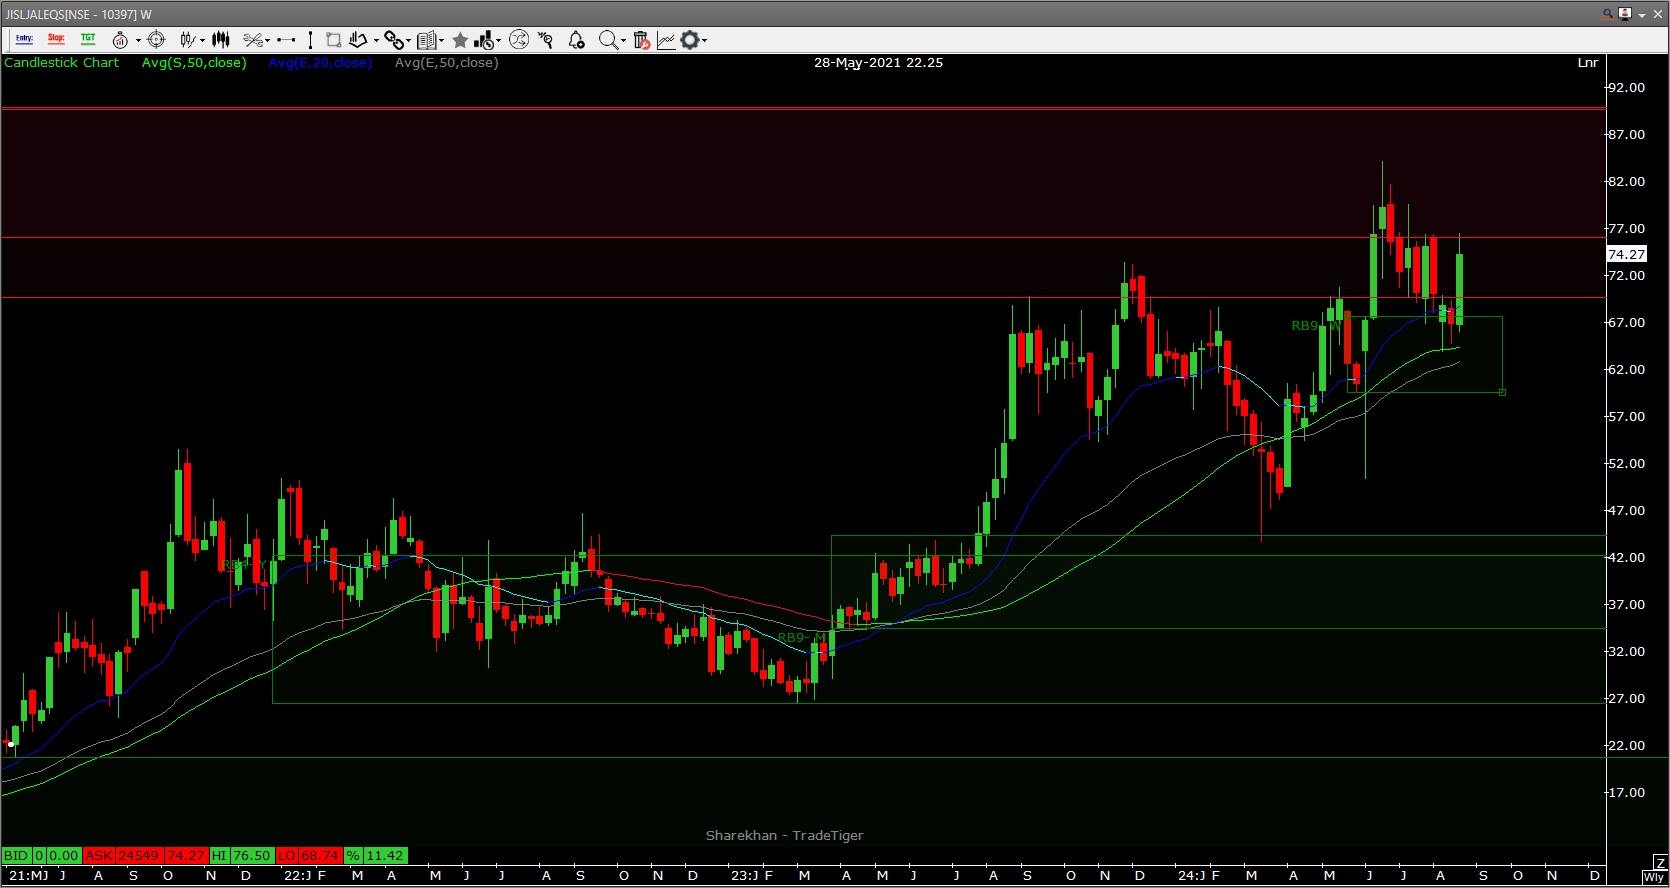 JISLJALEQS[NSE - 10397] W
Entry: Stop: TGT
Candlestick Chart Avg(S,50,close) Avg(E,20,close) Avg(E,50,close) 28-May-2021 22.25 Lnr
92.00
87.00
82.00
77.00
74.27
72.00
67.00
62.00
57.00
52.00
47.00
42.00
37.00
32.00
27.00
22.00
17.00
RB9- W
RB4-Y
RB9- M
Sharekhan - TradeTiger
BID 0 0.00 ASK 24549 74.27 HI 76.50 LO 68.74 % 11.42
21:MJ J A S O N D 22:J F M A M J J A S O N D 23:J F M A M J J A S O N D 24:J F M A M J J A S O N D
Z
Wly